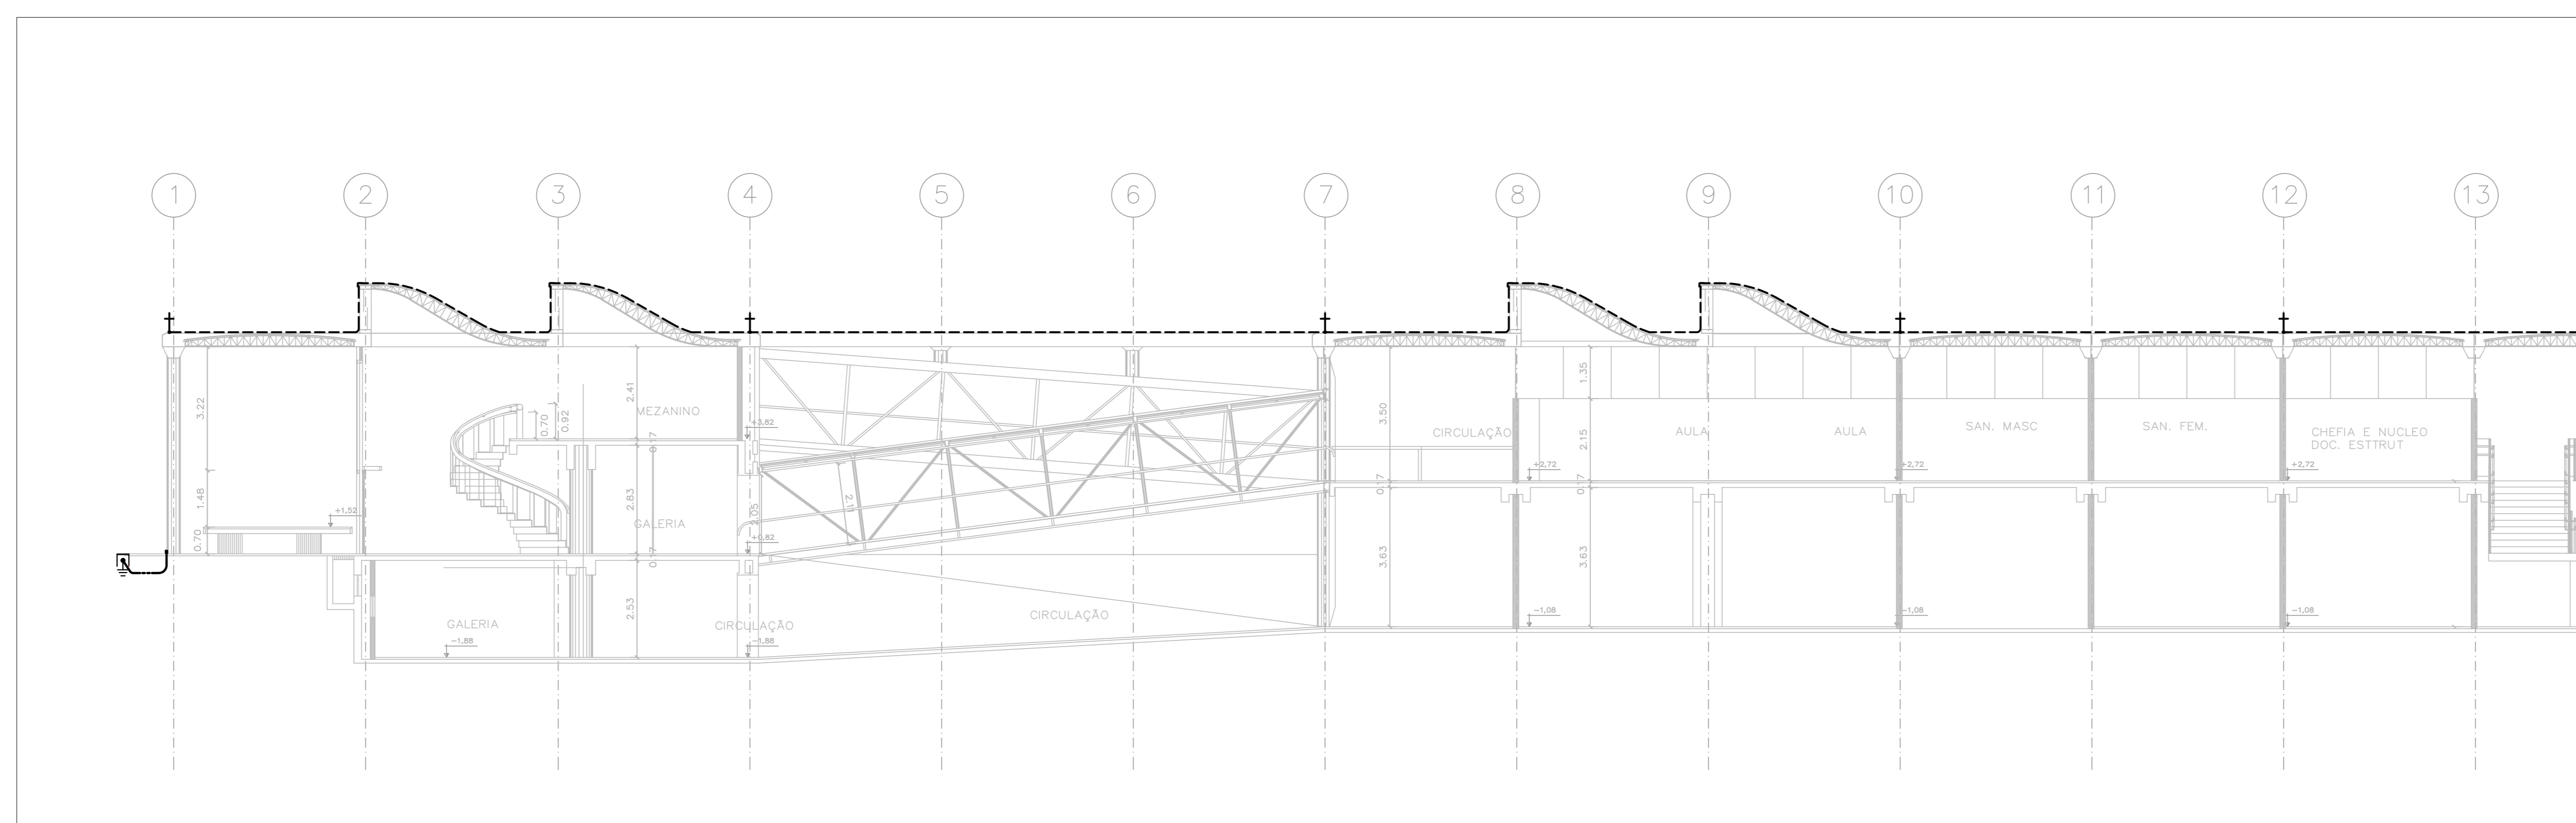 1 2 3 4 5 6 7 8 9 10 11 12 13
3.22
1.48
0.70
+1,52
0.70
0.92
2.41
MEZANINO
0.17
2.83
GALERIA
0.17
2.53
GALERIA
-1,88
+3,82
2.05
+0,82
CIRCULAÇÃO
-1,88
2.11
CIRCULAÇÃO
3.50
CIRCULAÇÃO
0.17
3.63
+2,72
-1,08
1.35
2.15
0.17
3.63
AULA
AULA
+2,72
-1,08
SAN. MASC
SAN. FEM.
CHEFIA E NUCLEO
DOC. ESTTRUT
+2,72
-1,08